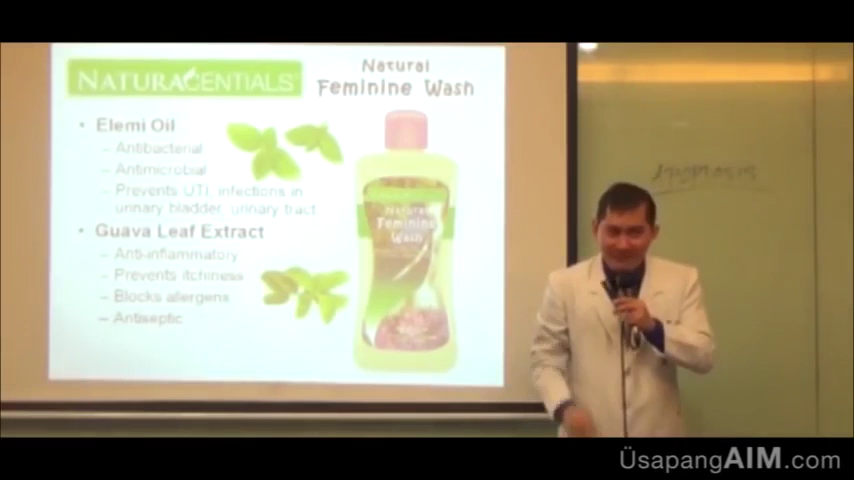 NATURACENTIALS
Natural
Feminine Wash
• Elemi Oil
– Antibacterial
– Antimicrobial
– Prevents UTI, infections in
urinary bladder, urinary tract
• Guava Leaf Extract
– Anti-inflammatory
– Prevents itchiness
– Blocks allergens
– Antiseptic
Natural
Feminine
Wash
ÜsapangAIM.com